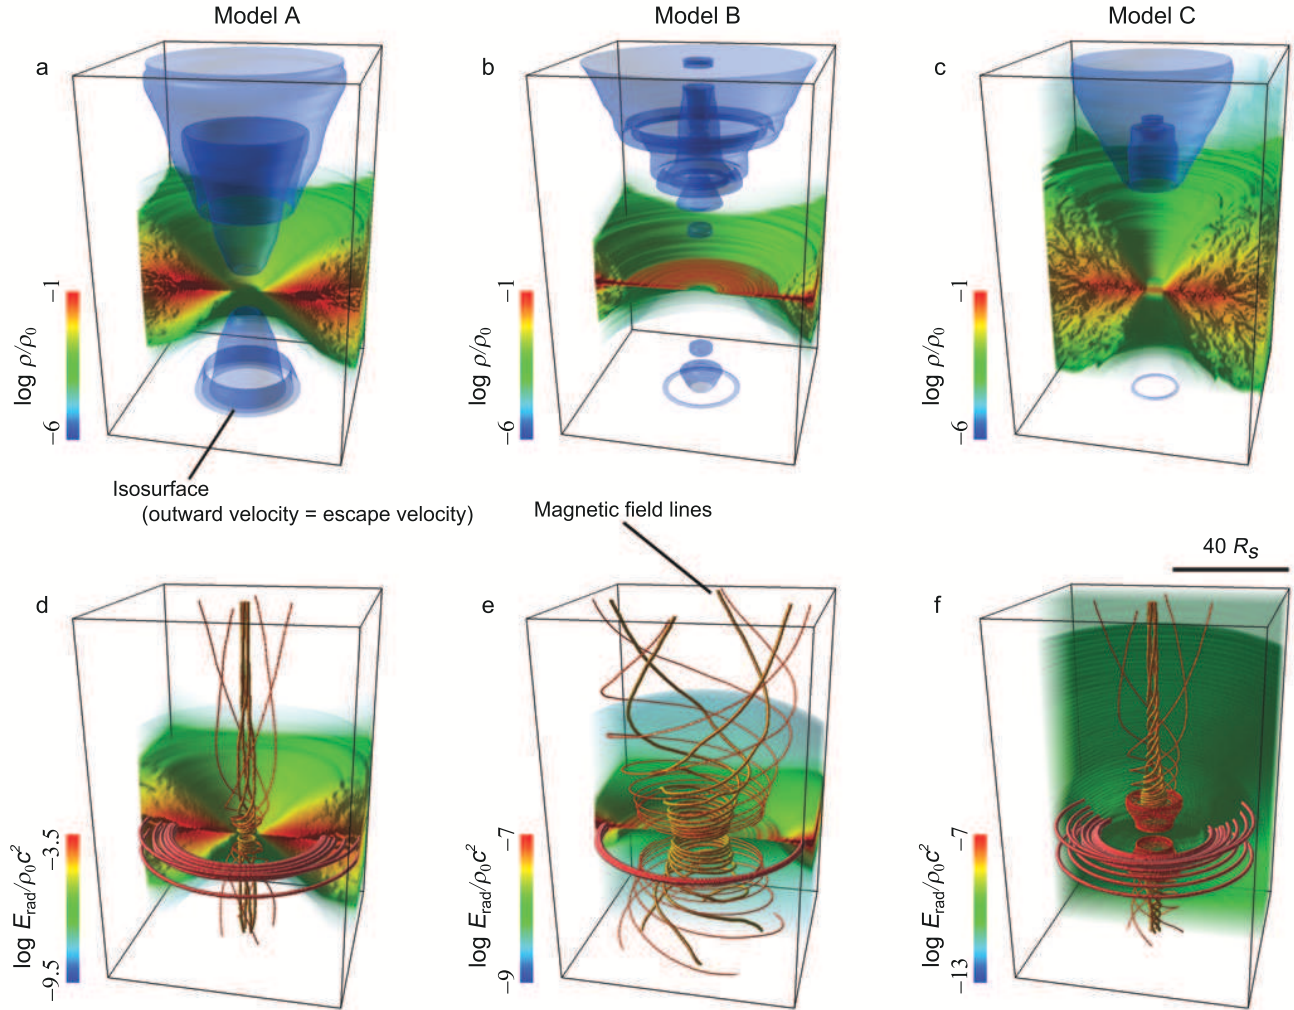 Model A
Model B
Model C
a
b
c
−1
−6
log ρ/ρ0
−1
−6
log ρ/ρ0
−1
−6
log ρ/ρ0
Isosurface
(outward velocity = escape velocity)
Magnetic field lines
40 Rs
d
e
f
−3.5
−9.5
log Erad/ρ0c²
−7
−9
log Erad/ρ0c²
−7
−13
log Erad/ρ0c²